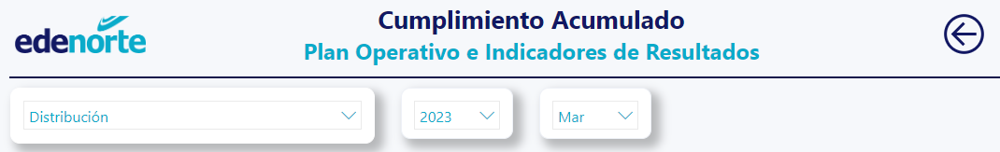 edenorte
Cumplimiento Acumulado
Plan Operativo e Indicadores de Resultados
Distribución
2023
Mar